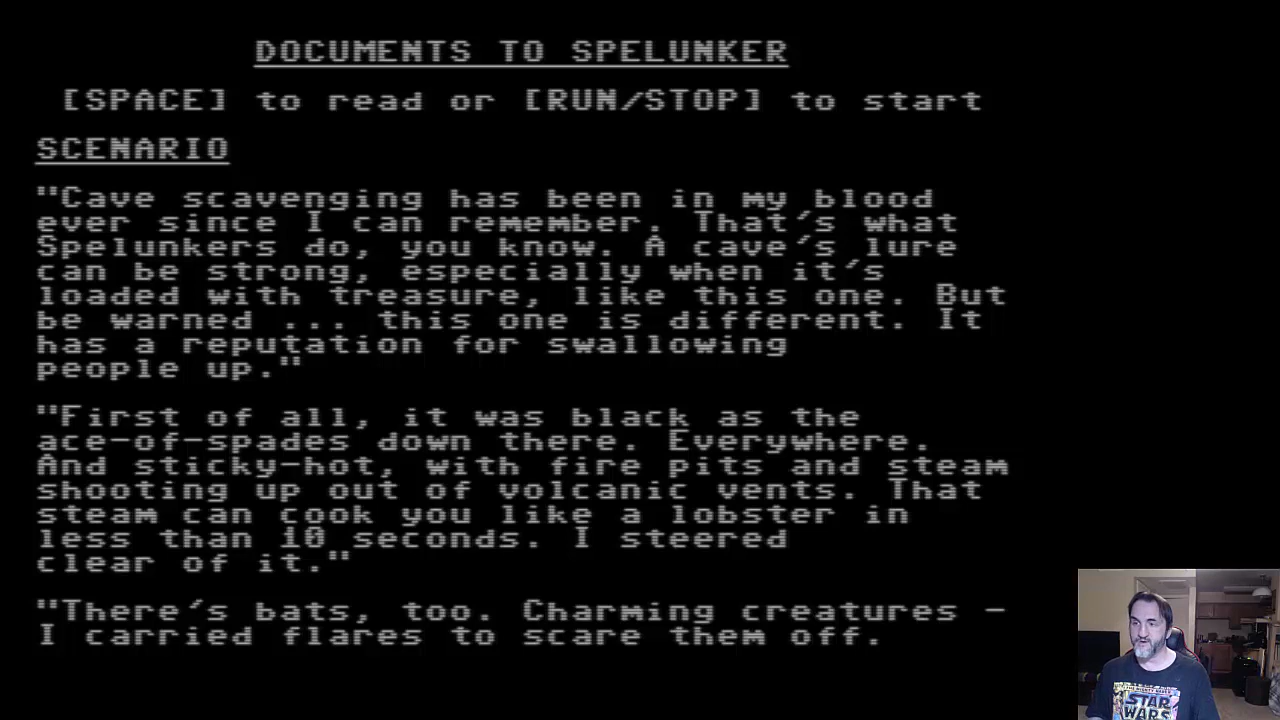 DOCUMENTS TO SPELUNKER
[SPACE] to read or [RUN/STOP] to start
SCENARIO
"Cave scavenging has been in my blood
ever since I can remember. That's what
Spelunkers do, you know. A cave's lure
can be strong, especially when it's
loaded with treasure, like this one. But
be warned ... this one is different. It
has a reputation for swallowing
people up."
"First of all, it was black as the
ace-of-spades down there. Everywhere.
And sticky-hot, with fire pits and steam
shooting up out of volcanic vents. That
steam can cook you like a lobster in
less than 10 seconds. I steered
clear of it."
"There's bats, too. Charming creatures -
I carried flares to scare them off.
STAR
WARS